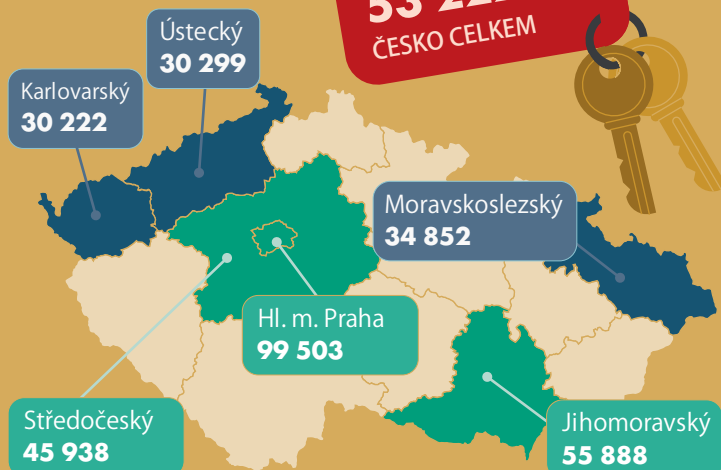 ČESKO CELKEM
Ústecký
30 299
Karlovarský
30 222
Moravskoslezský
34 852
Hl. m. Praha
99 503
Středočeský
45 938
Jihomoravský
55 888